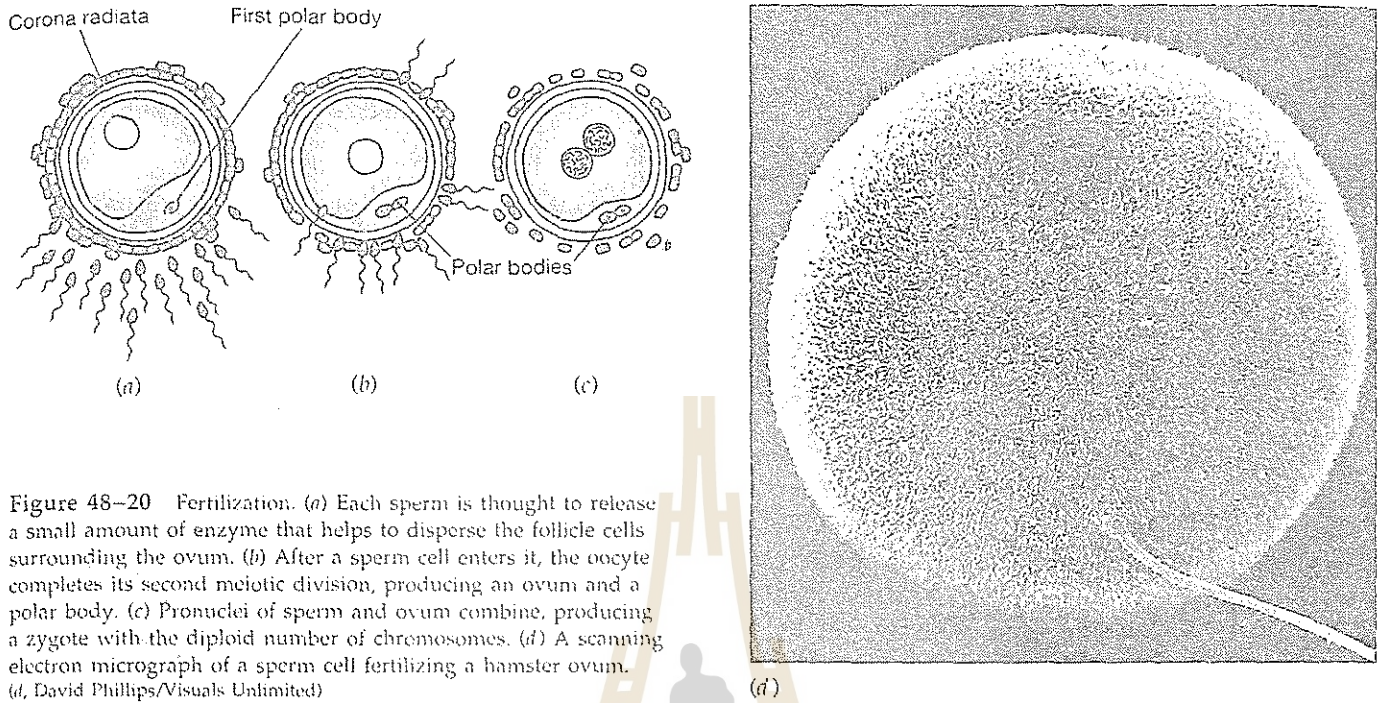 Corona radiata
First polar body
Polar bodies
(a)
(b)
(c)
Figure 48–20 Fertilization. (a) Each sperm is thought to release
a small amount of enzyme that helps to disperse the follicle cells
surrounding the ovum. (b) After a sperm cell enters it, the oocyte
completes its second meiotic division, producing an ovum and a
polar body. (c) Pronuclei of sperm and ovum combine, producing
a zygote with the diploid number of chromosomes. (d) A scanning
electron micrograph of a sperm cell fertilizing a hamster ovum.
(d, David Phillips/Visuals Unlimited)
(d)